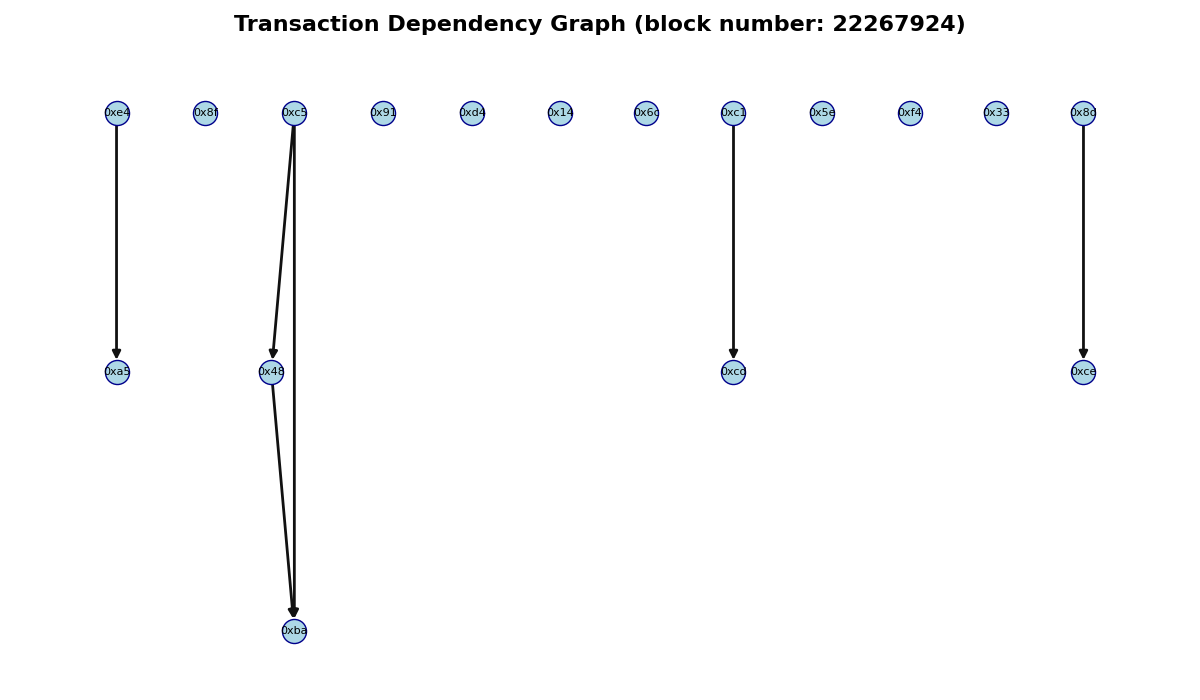 Transaction Dependency Graph (block number: 22267924)
0xe4 0x8f 0xc5 0x91 0xd4 0x14 0x6c 0xc1 0x5e 0xf4 0x33 0x8d
0xa5 0x48 0xcd 0xce
0xba